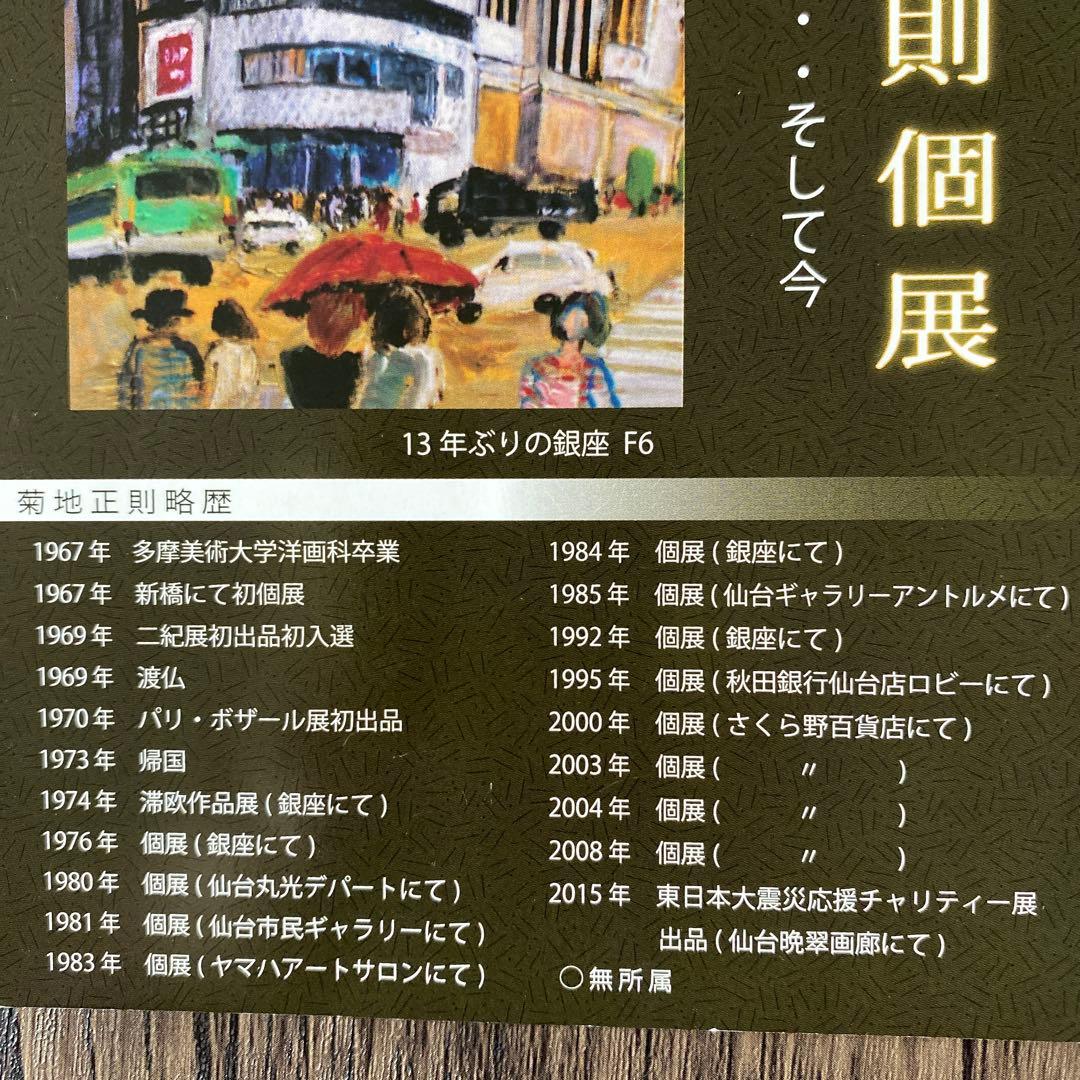 則個展
・・そして今
13年ぶりの銀座 F6
菊地正則略歴
1967年 多摩美術大学洋画科卒業
1967年 新橋にて初個展
1969年 二紀展初出品初入選
1969年 渡仏
1970年 パリ・ボザール展初出品
1973年 帰国
1974年 滞欧作品展(銀座にて)
1976年 個展(銀座にて)
1980年 個展(仙台丸光デパートにて)
1981年 個展(仙台市民ギャラリーにて)
1983年 個展(ヤマハアートサロンにて)
1984年 個展(銀座にて)
1985年 個展(仙台ギャラリーアントルメにて)
1992年 個展(銀座にて)
1995年 個展(秋田銀行仙台店ロビーにて)
2000年 個展(さくら野百貨店にて)
2003年 個展( 〃 )
2004年 個展( 〃 )
2008年 個展( 〃 )
2015年 東日本大震災応援チャリティー展
出品(仙台晩翠画廊にて)
○無所属